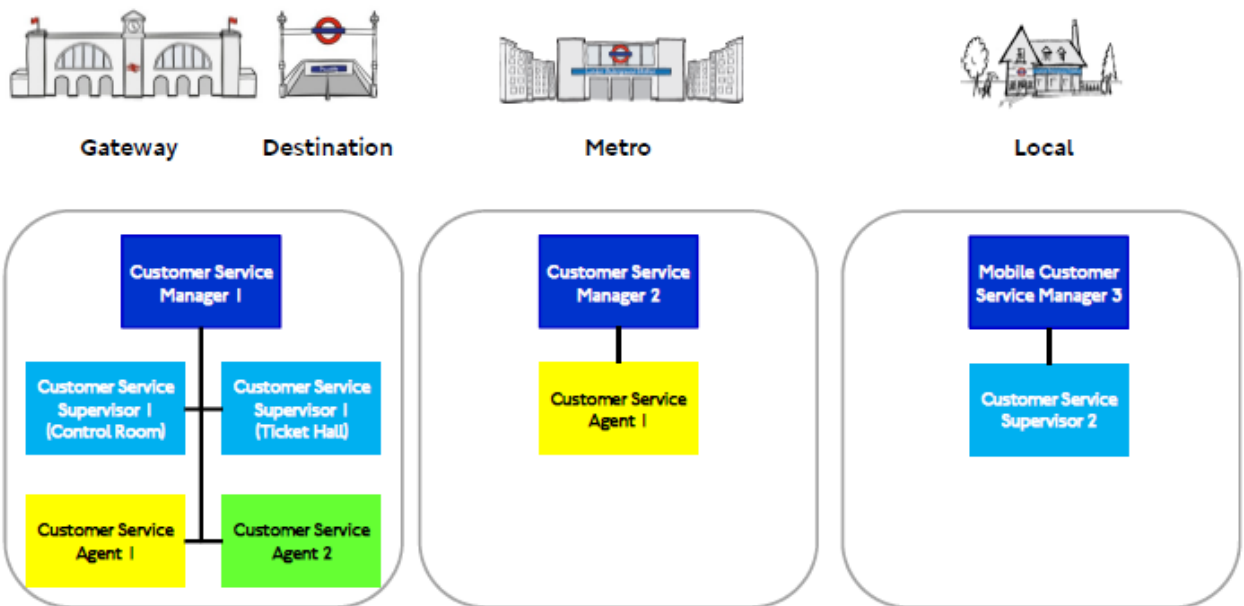 Gateway
Destination
Metro
Local
Customer Service
Manager 1
Customer Service
Supervisor 1
(Control Room)
Customer Service
Supervisor 1
(Ticket Hall)
Customer Service
Agent 1
Customer Service
Agent 2
Customer Service
Manager 2
Customer Service
Agent 1
Mobile Customer
Service Manager 3
Customer Service
Supervisor 2